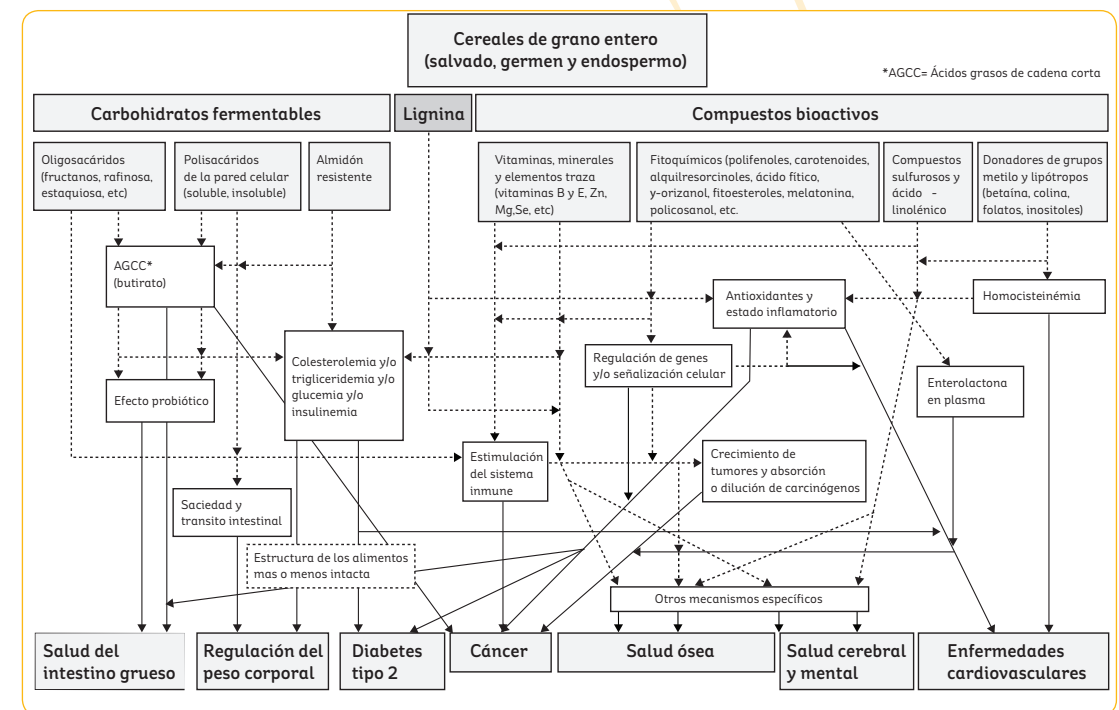 Cereales de grano entero
(salvado, germen y endospermo)
*AGCC= Ácidos grasos de cadena corta
Carbohidratos fermentables
Lignina
Compuestos bioactivos
Oligosacáridos
(fructanos, rafinosa,
estaquiosa, etc)
Polisacáridos
de la pared celular
(soluble, insoluble)
Almidón
resistente
Vitaminas, minerales
y elementos traza
(vitaminas B y E, Zn,
Mg,Se, etc)
Fitoquímicos (polifenoles, carotenoides,
alquilresorcinoles, ácido fítico,
y-orizanol, fitoesteroles, melatonina,
policosanol, etc.
Compuestos
sulfurosos y
ácido -
linolénico
Donadores de grupos
metilo y lipótropos
(betaína, colina,
folatos, inositoles)
AGCC*
(butirato)
Antioxidantes y
estado inflamatorio
Homocisteinémia
Colesterolemia y/o
trigliceridemia y/o
glucemia y/o
insulinemia
Regulación de genes
y/o señalización celular
Enterolactona
en plasma
Efecto probiótico
Estimulación
del sistema
inmune
Crecimiento de
tumores y absorción
o dilución de carcinógenos
Saciedad y
transito intestinal
Estructura de los alimentos
mas o menos intacta
Otros mecanismos específicos
Salud del
intestino grueso
Regulación del
peso corporal
Diabetes
tipo 2
Cáncer
Salud ósea
Salud cerebral
y mental
Enfermedades
cardiovasculares